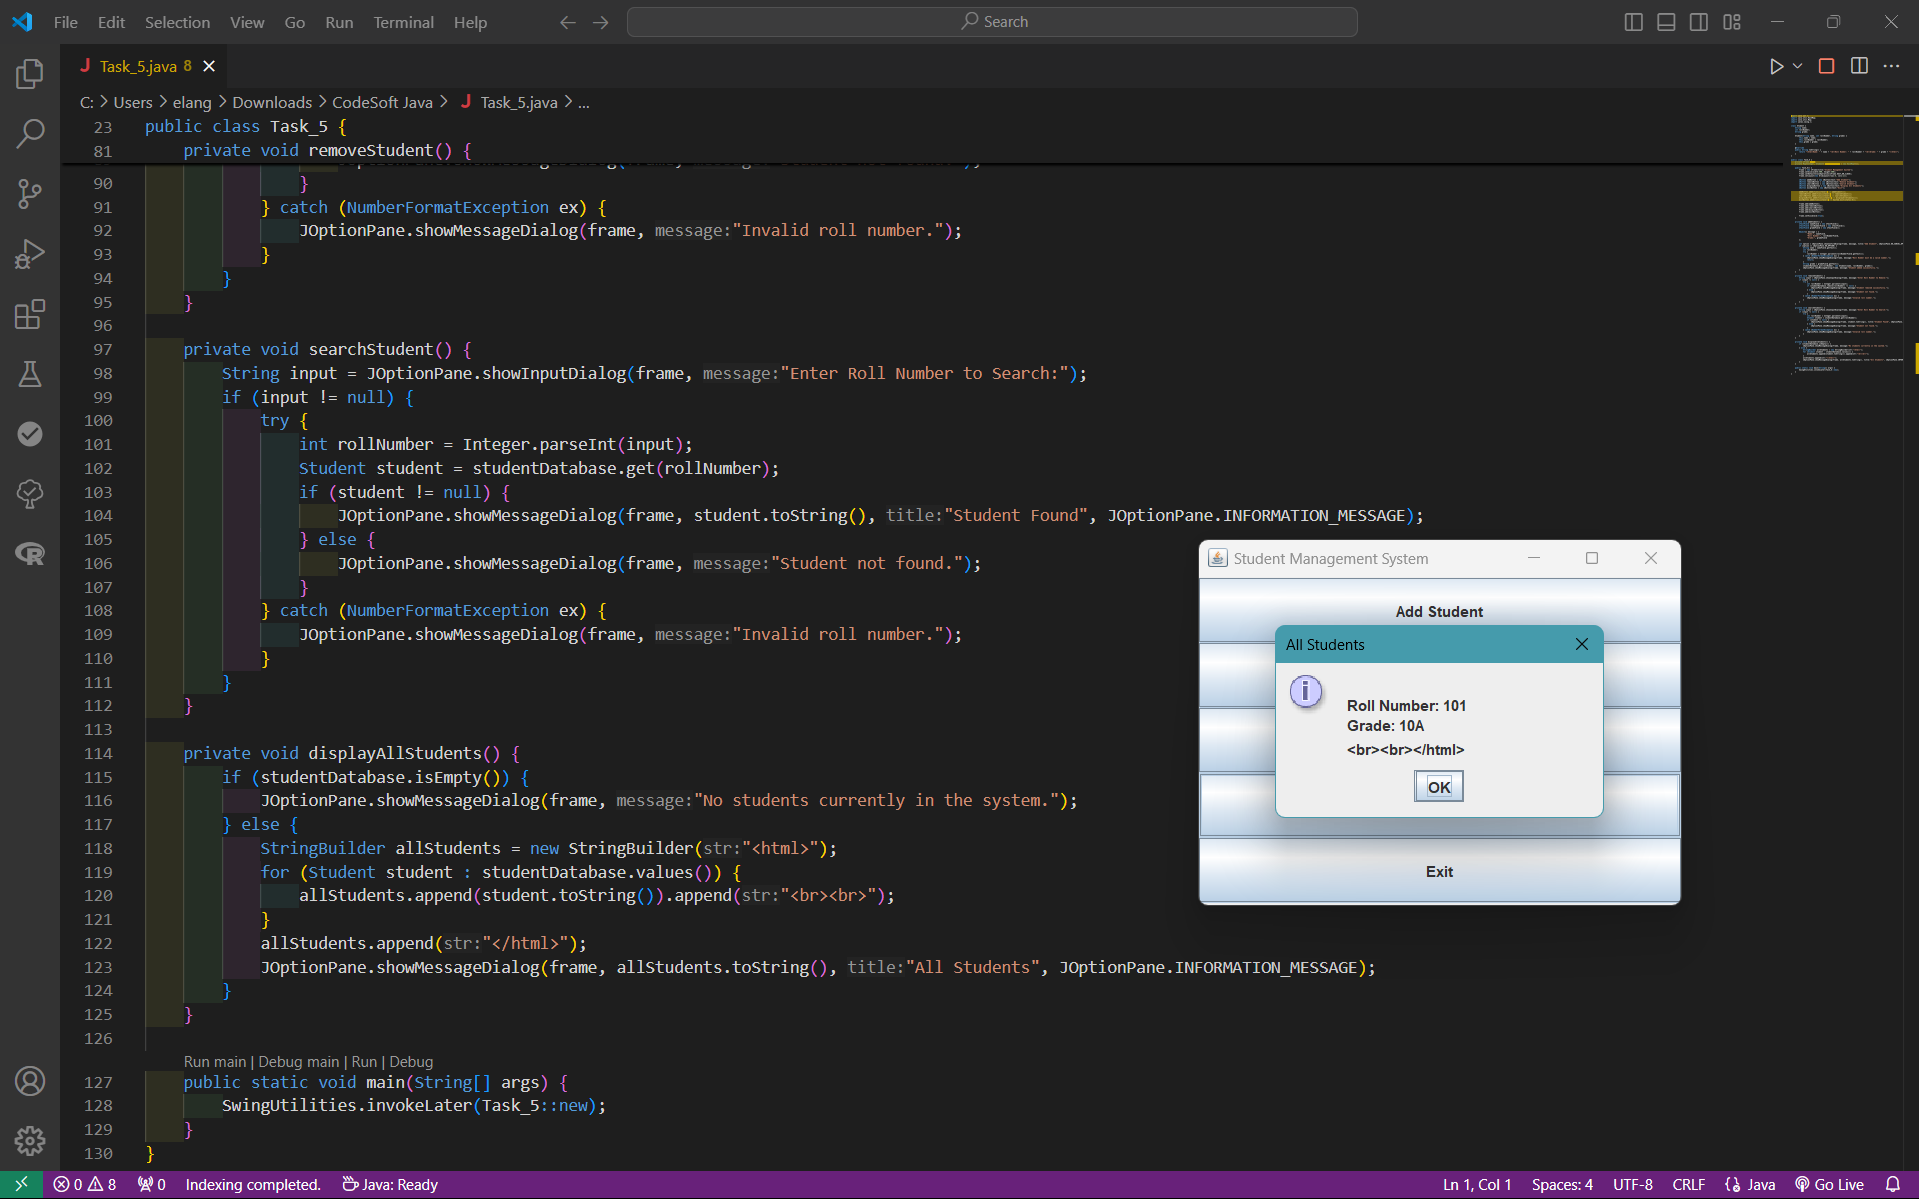 File Edit Selection View Go Run Terminal Help
Search
Task_5.java 8
C: > Users > elang > Downloads > CodeSoft Java > Task_5.java > ...
23 public class Task_5 {
81 private void removeStudent() {
90 }
91 } catch (NumberFormatException ex) {
92 JOptionPane.showMessageDialog(frame, message:"Invalid roll number.");
93 }
94 }
95 }
96
97 private void searchStudent() {
98 String input = JOptionPane.showInputDialog(frame, message:"Enter Roll Number to Search:");
99 if (input != null) {
100 try {
101 int rollNumber = Integer.parseInt(input);
102 Student student = studentDatabase.get(rollNumber);
103 if (student != null) {
104 JOptionPane.showMessageDialog(frame, student.toString(), title:"Student Found", JOptionPane.INFORMATION_MESSAGE);
105 } else {
106 JOptionPane.showMessageDialog(frame, message:"Student not found.");
107 }
108 } catch (NumberFormatException ex) {
109 JOptionPane.showMessageDialog(frame, message:"Invalid roll number.");
110 }
111 }
112 }
113
114 private void displayAllStudents() {
115 if (studentDatabase.isEmpty()) {
116 JOptionPane.showMessageDialog(frame, message:"No students currently in the system.");
117 } else {
118 StringBuilder allStudents = new StringBuilder(str:"<html>");
119 for (Student student : studentDatabase.values()) {
120 allStudents.append(student.toString()).append(str:"<br><br>");
121 }
122 allStudents.append(str:"</html>");
123 JOptionPane.showMessageDialog(frame, allStudents.toString(), title:"All Students", JOptionPane.INFORMATION_MESSAGE);
124 }
125 }
126
Run main | Debug main | Run | Debug
127 public static void main(String[] args) {
128 SwingUtilities.invokeLater(Task_5::new);
129 }
130 }
Student Management System
Add Student
All Students
Roll Number: 101
Grade: 10A
<br><br></html>
OK
Exit
0 8 0 Indexing completed. Java: Ready
Ln 1, Col 1 Spaces: 4 UTF-8 CRLF Java Go Live